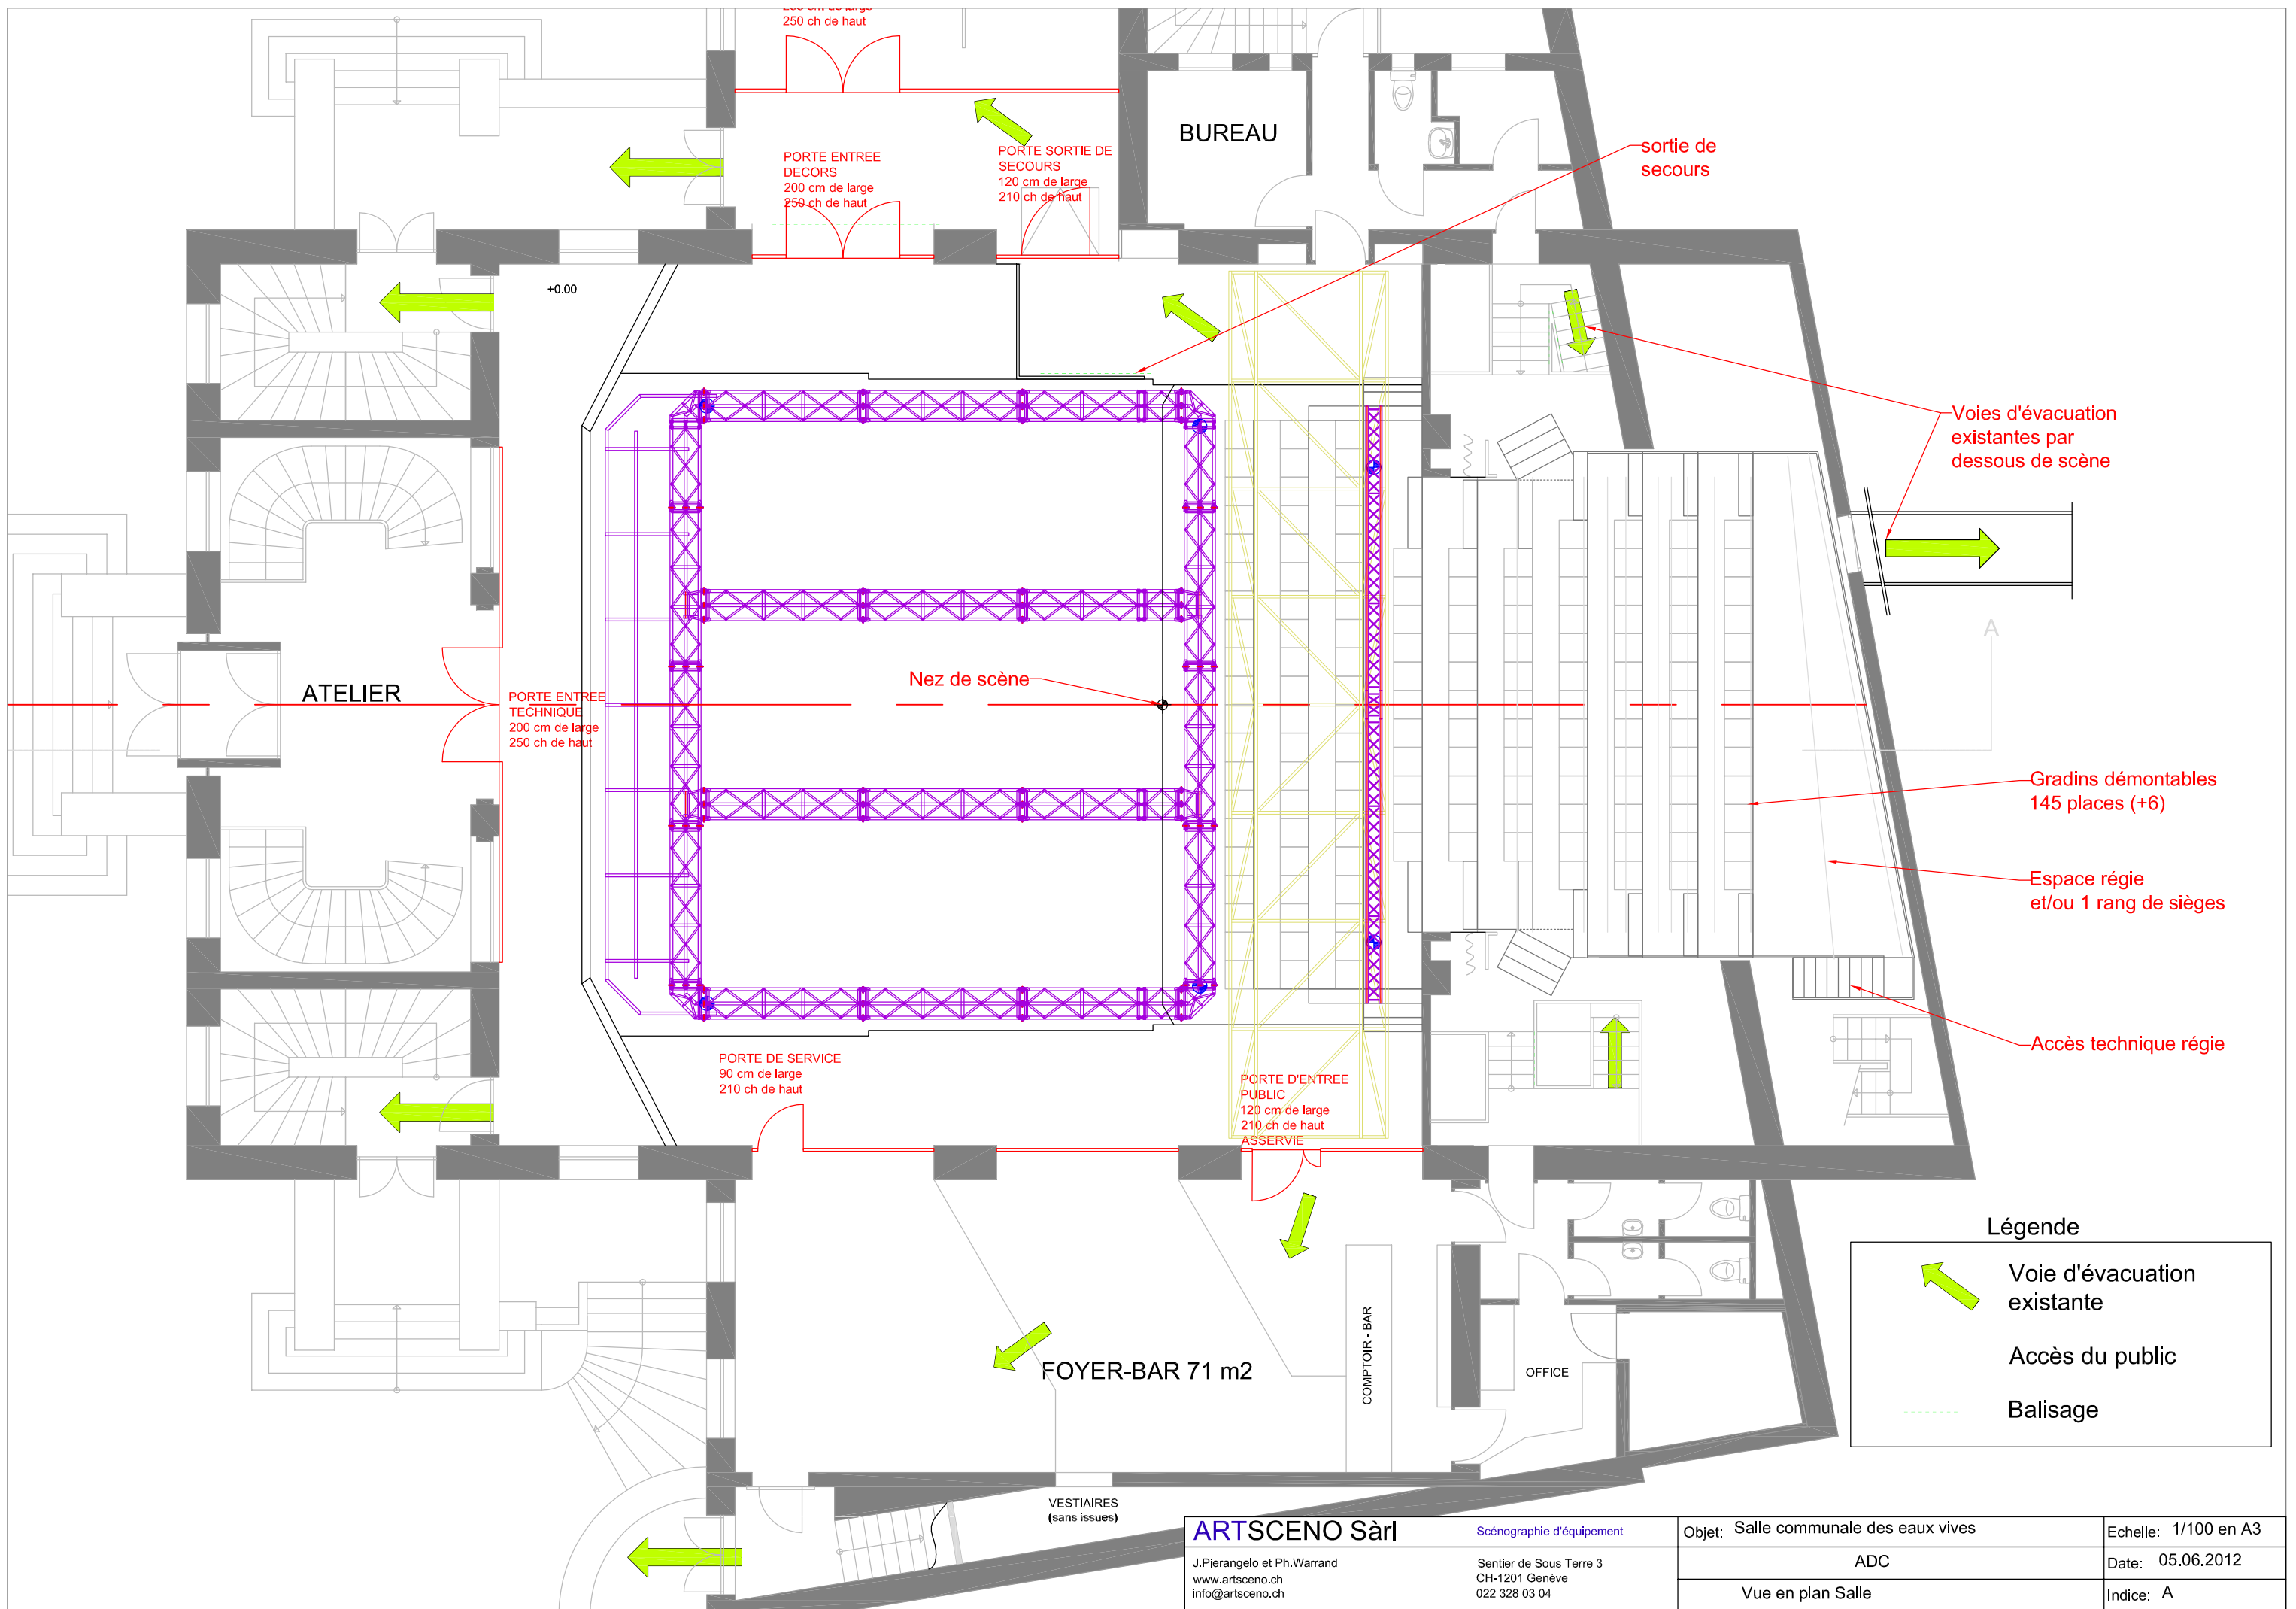 250 ch de haut
BUREAU
sortie de
secours
PORTE ENTREE
DECORS
200 cm de large
250 ch de haut
PORTE SORTIE DE
SECOURS
120 cm de large
210 ch de haut
+0.00
Voies d'évacuation
existantes par
dessous de scène
A
Nez de scène
ATELIER
PORTE ENTREE
TECHNIQUE
200 cm de large
250 ch de haut
Gradins démontables
145 places (+6)
Espace régie
et/ou 1 rang de sièges
Accès technique régie
PORTE DE SERVICE
90 cm de large
210 ch de haut
PORTE D'ENTREE
PUBLIC
120 cm de large
210 ch de haut
ASSERVIE
FOYER-BAR 71 m2
COMPTOIR - BAR
OFFICE
VESTIAIRES
(sans issues)
Légende
Voie d'évacuation
existante
Accès du public
Balisage
ARTSCENO Sàrl
Scénographie d'équipement
J.Pierangelo et Ph.Warrand
www.artsceno.ch
info@artsceno.ch
Sentier de Sous Terre 3
CH-1201 Genève
022 328 03 04
Objet: Salle communale des eaux vives
ADC
Vue en plan Salle
Echelle: 1/100 en A3
Date: 05.06.2012
Indice: A